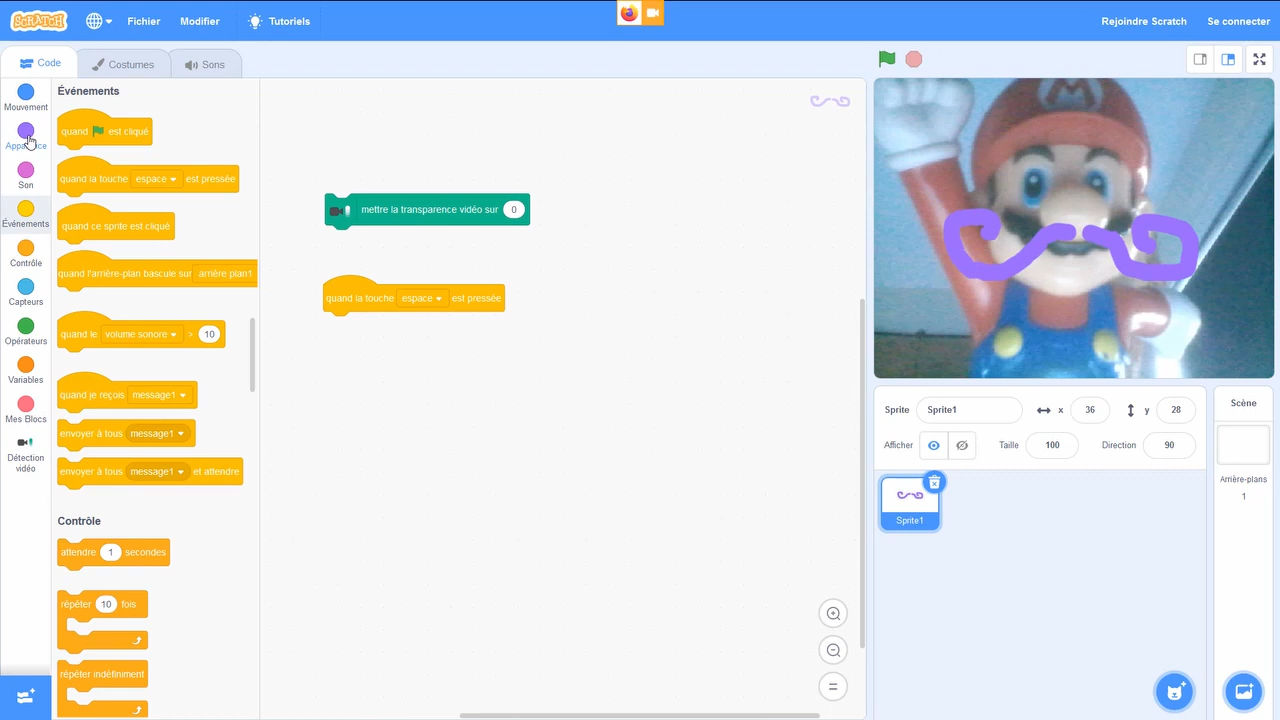 SCRATCH
Fichier
Modifier
Tutoriels
Rejoindre Scratch
Se connecter
Code
Costumes
Sons
Mouvement
Apparence
Son
Événements
Contrôle
Capteurs
Opérateurs
Variables
Mes Blocs
Détection
vidéo
Événements
quand est cliqué
quand la touche espace est pressée
quand ce sprite est cliqué
quand l'arrière-plan bascule sur arrière plan1
quand le volume sonore > 10
quand je reçois message1
envoyer à tous message1
envoyer à tous message1 et attendre
Contrôle
attendre 1 secondes
répéter 10 fois
répéter indéfiniment
mettre la transparence vidéo sur 0
quand la touche espace est pressée
M
Sprite Sprite1 x 36 y 28
Afficher Taille 100 Direction 90
Sprite1
Scène
Arrière-plans
1